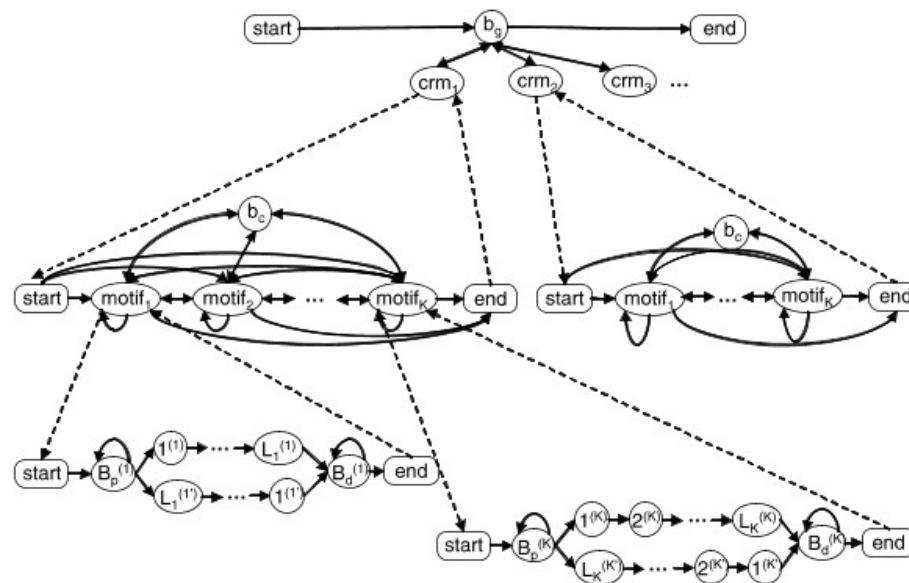 start b_g end
crm_1 crm_2 crm_3 ...
b_c b_c
start motif_1 motif_2 ... motif_K end start motif_1 ... motif_K end
1^(1) ... L_1^(1)
start B_p^(1) B_d^(1) end
L_1^(1') ... 1^(1')
1^(K) 2^(K) ... L_K^(K)
start B_p^(K) B_d^(K) end
L_K^(K') ... 2^(K') 1^(K')